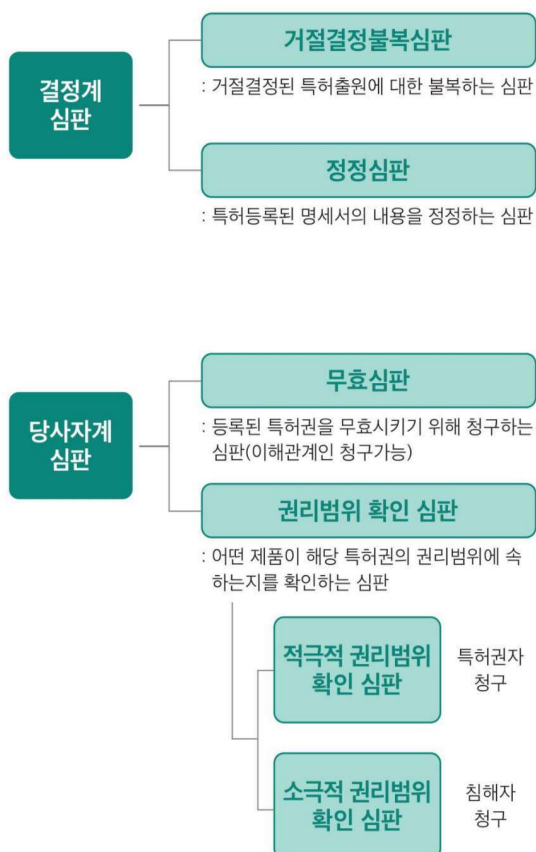 결정계
심판
거절결정불복심판
: 거절결정된 특허출원에 대한 불복하는 심판
정정심판
: 특허등록된 명세서의 내용을 정정하는 심판
당사자계
심판
무효심판
: 등록된 특허권을 무효시키기 위해 청구하는
심판(이해관계인 청구가능)
권리범위 확인 심판
: 어떤 제품이 해당 특허권의 권리범위에 속
하는지를 확인하는 심판
적극적 권리범위
확인 심판
특허권자
청구
소극적 권리범위
확인 심판
침해자
청구